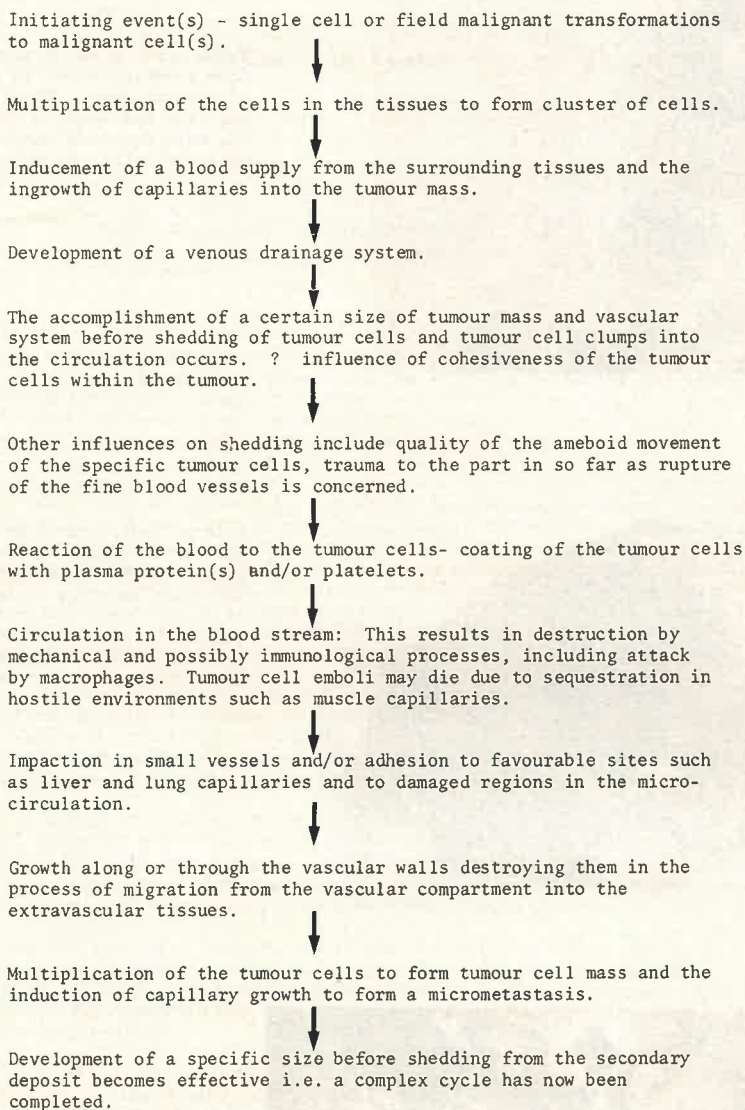 Initiating event(s) - single cell or field malignant transformations
to malignant cell(s).
Multiplication of the cells in the tissues to form cluster of cells.
Inducement of a blood supply from the surrounding tissues and the
ingrowth of capillaries into the tumour mass.
Development of a venous drainage system.
The accomplishment of a certain size of tumour mass and vascular
system before shedding of tumour cells and tumour cell clumps into
the circulation occurs. ? influence of cohesiveness of the tumour
cells within the tumour.
Other influences on shedding include quality of the ameboid movement
of the specific tumour cells, trauma to the part in so far as rupture
of the fine blood vessels is concerned.
Reaction of the blood to the tumour cells- coating of the tumour cells
with plasma protein(s) and/or platelets.
Circulation in the blood stream: This results in destruction by
mechanical and possibly immunological processes, including attack
by macrophages. Tumour cell emboli may die due to sequestration in
hostile environments such as muscle capillaries.
Impaction in small vessels and/or adhesion to favourable sites such
as liver and lung capillaries and to damaged regions in the micro-
circulation.
Growth along or through the vascular walls destroying them in the
process of migration from the vascular compartment into the
extravascular tissues.
Multiplication of the tumour cells to form tumour cell mass and the
induction of capillary growth to form a micrometastasis.
Development of a specific size before shedding from the secondary
deposit becomes effective i.e. a complex cycle has now been
completed.